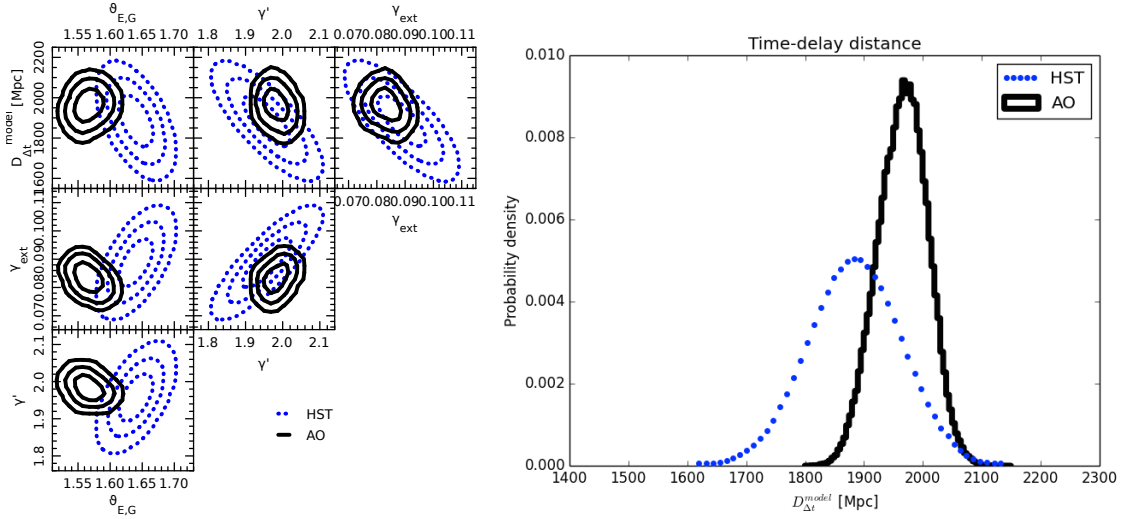 ϑE,G
γ'
γext
1.55 1.60 1.65 1.70
1.8 1.9 2.0 2.1
0.070.080.090.100.11
DΔt model [Mpc]
1600 1800 2000 2200
γext
0.070.080.090.100.11
0.070.080.090.100.11
γext
1.8 1.9 2.0 2.1
γ'
γ'
1.8 1.9 2.0 2.1
1.55 1.60 1.65 1.70
ϑE,G
HST
AO
Time-delay distance
HST
AO
Probability density
0.010
0.008
0.006
0.004
0.002
0.000
1400 1500 1600 1700 1800 1900 2000 2100 2200 2300
DΔt model [Mpc]